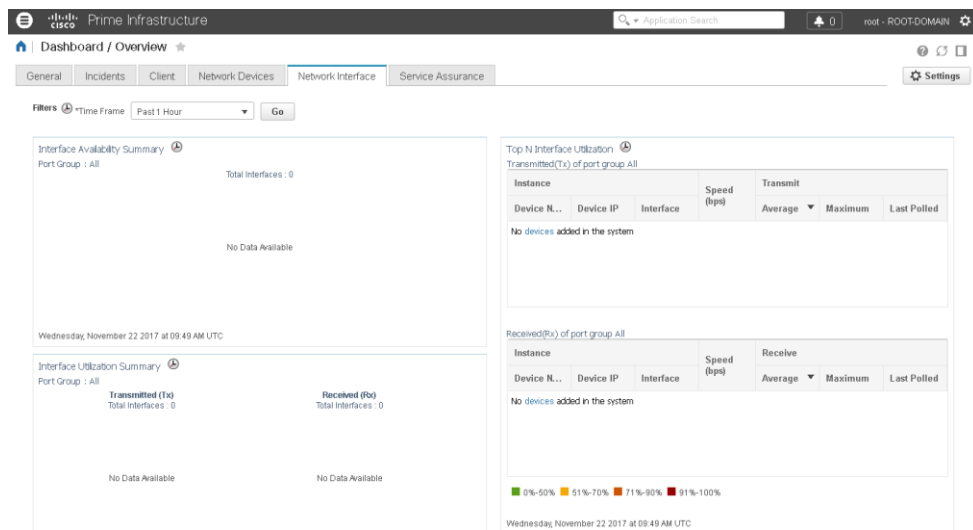 cisco Prime Infrastructure
Application Search
0
root - ROOT-DOMAIN
Dashboard / Overview
General
Incidents
Client
Network Devices
Network Interface
Service Assurance
Settings
Filters *Time Frame Past 1 Hour Go
Interface Availability Summary
Port Group : All
Total Interfaces : 0
No Data Available
Wednesday, November 22 2017 at 09:49 AM UTC
Interface Utilization Summary
Port Group : All
Transmitted (Tx)
Total Interfaces : 0
Received (Rx)
Total Interfaces : 0
No Data Available
No Data Available
Top N Interface Utilization
Transmitted(Tx) of port group All
Instance
Speed (bps)
Transmit
Device N... Device IP Interface Average Maximum Last Polled
No devices added in the system
Received(Rx) of port group All
Instance
Speed (bps)
Receive
Device N... Device IP Interface Average Maximum Last Polled
No devices added in the system
0%-50% 51%-70% 71%-90% 91%-100%
Wednesday, November 22 2017 at 09:49 AM UTC